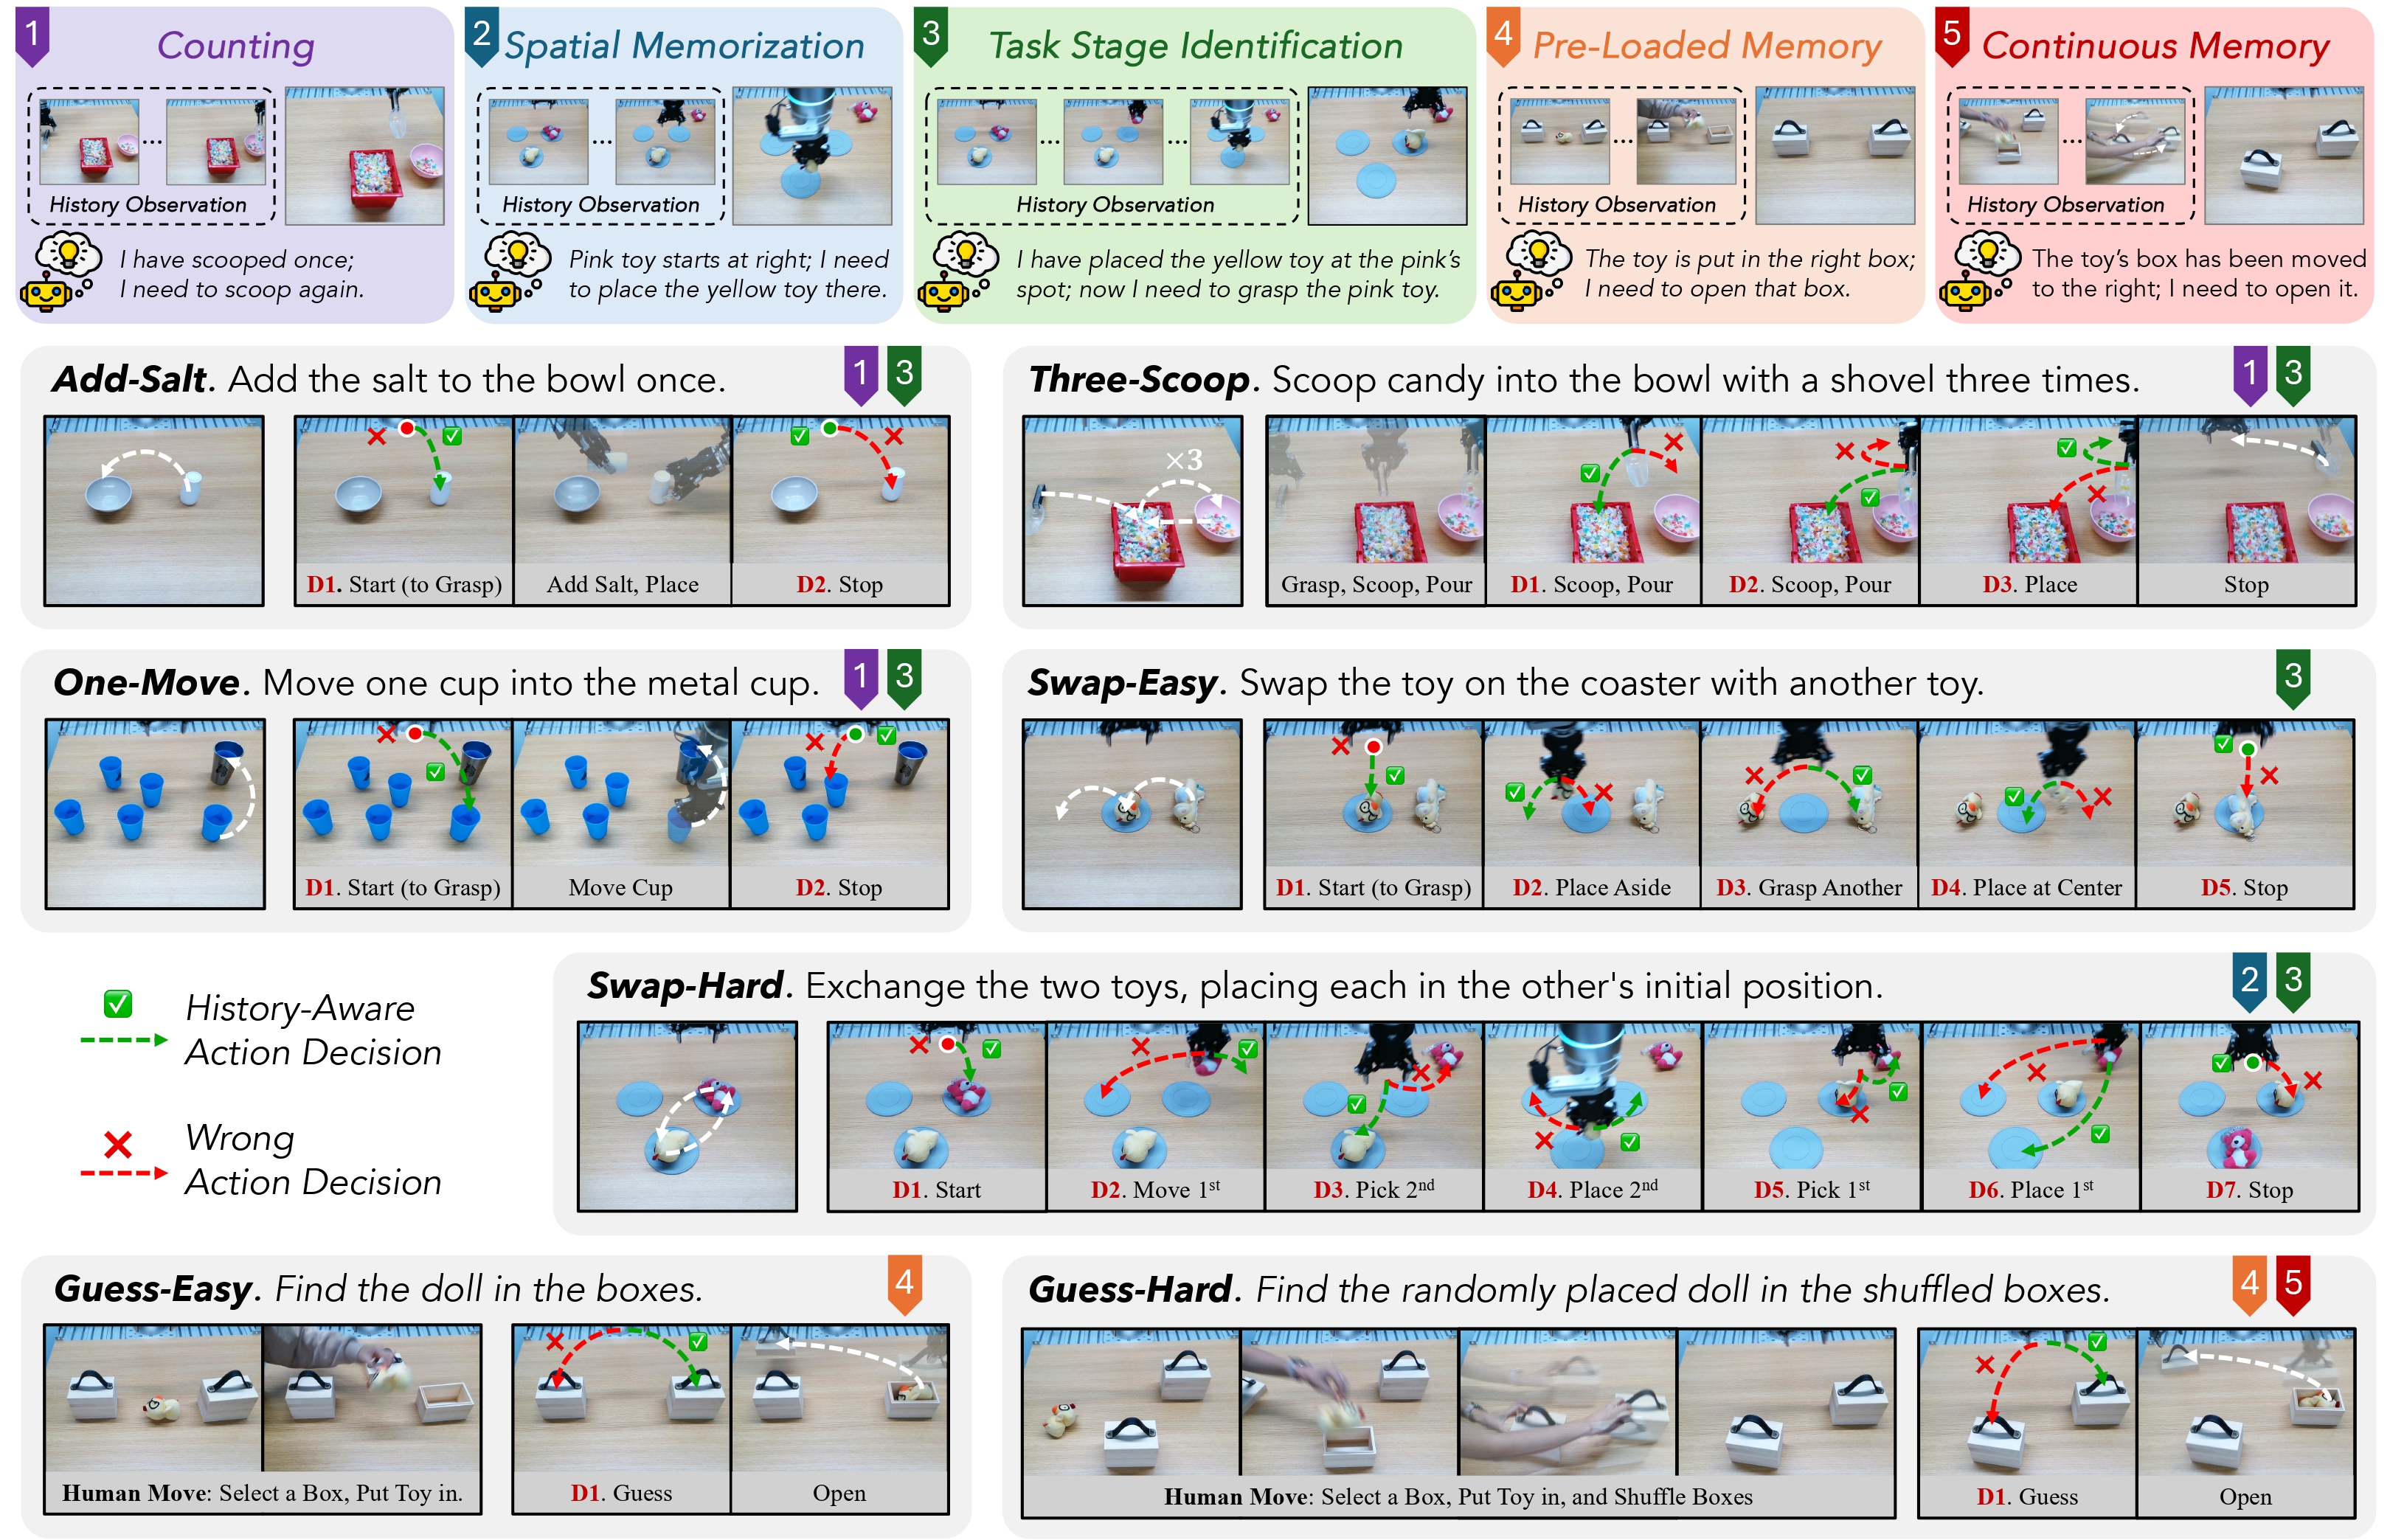 1 Counting
History Observation
I have scooped once;
I need to scoop again.
2 Spatial Memorization
...
History Observation
Pink toy starts at right; I need
to place the yellow toy there.
3 Task Stage Identification
... ...
History Observation
I have placed the yellow toy at the pink's
spot; now I need to grasp the pink toy.
4 Pre-Loaded Memory
...
History Observation
The toy is put in the right box;
I need to open that box.
5 Continuous Memory
...
History Observation
The toy's box has been moved
to the right; I need to open it.
Add-Salt. Add the salt to the bowl once. 1 3
D1. Start (to Grasp)
Add Salt, Place
D2. Stop
Three-Scoop. Scoop candy into the bowl with a shovel three times. 1 3
×3
Grasp, Scoop, Pour
D1. Scoop, Pour
D2. Scoop, Pour
D3. Place
Stop
One-Move. Move one cup into the metal cup. 1 3
D1. Start (to Grasp)
Move Cup
D2. Stop
Swap-Easy. Swap the toy on the coaster with another toy. 3
D1. Start (to Grasp)
D2. Place Aside
D3. Grasp Another
D4. Place at Center
D5. Stop
History-Aware
Action Decision
Wrong
Action Decision
Swap-Hard. Exchange the two toys, placing each in the other's initial position. 2 3
D1. Start
D2. Move 1st
D3. Pick 2nd
D4. Place 2nd
D5. Pick 1st
D6. Place 1st
D7. Stop
Guess-Easy. Find the doll in the boxes. 4
Human Move: Select a Box, Put Toy in.
D1. Guess
Open
Guess-Hard. Find the randomly placed doll in the shuffled boxes. 4 5
Human Move: Select a Box, Put Toy in, and Shuffle Boxes
D1. Guess
Open